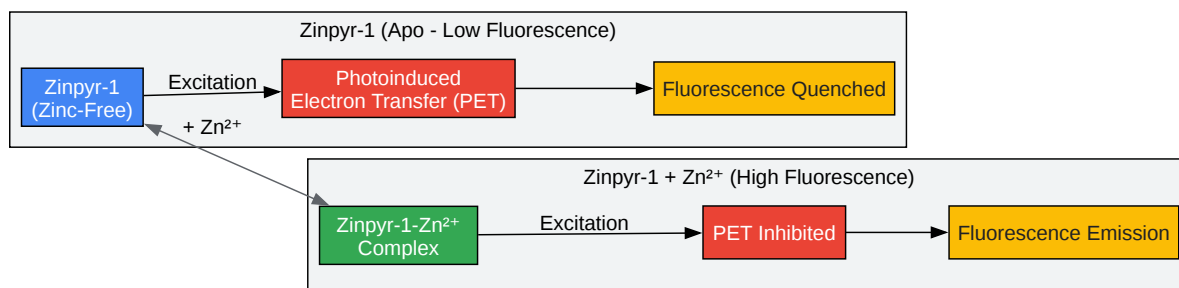 Zinpyr-1 (Apo - Low Fluorescence)
Zinpyr-1
(Zinc-Free)
Excitation
Photoinduced
Electron Transfer (PET)
Fluorescence Quenched
+ Zn²⁺
Zinpyr-1 + Zn²⁺ (High Fluorescence)
Zinpyr-1-Zn²⁺
Complex
Excitation
PET Inhibited
Fluorescence Emission